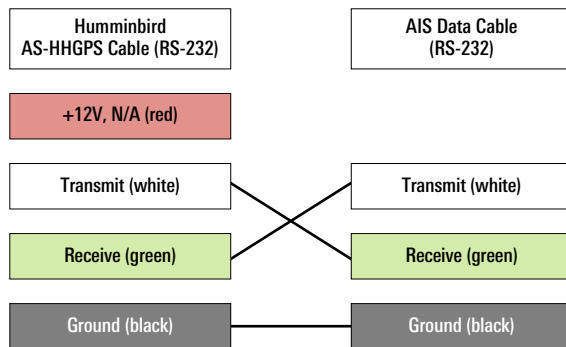 Humminbird
AS-HHGPS Cable (RS-232)
AIS Data Cable
(RS-232)
+12V, N/A (red)
Transmit (white)
Transmit (white)
Receive (green)
Receive (green)
Ground (black)
Ground (black)